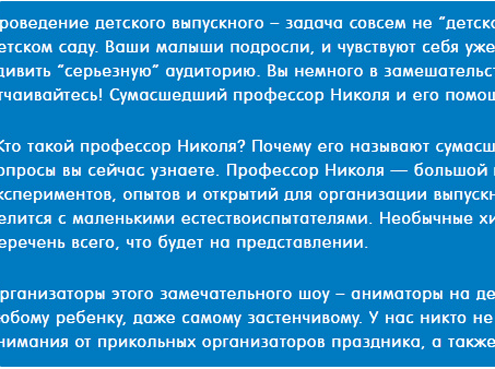 роведение детского выпускного – задача совсем не “детско
етском саду. Ваши малыши подросли, и чувствуют себя уже
дивить “серьезную” аудиторию. Вы немного в замешательст
тчаивайтесь! Сумасшедший профессор Николя и его помощ
Кто такой профессор Николя? Почему его называют сумасш
опросы вы сейчас узнаете. Профессор Николя — большой
кспериментов, опытов и открытий для организации выпускн
елится с маленькими естествоиспытателями. Необычные хи
еречень всего, что будет на представлении.
рганизаторы этого замечательного шоу – аниматоры на де
юбому ребенку, даже самому застенчивому. У нас никто не
нимания от прикольных организаторов праздника, а также